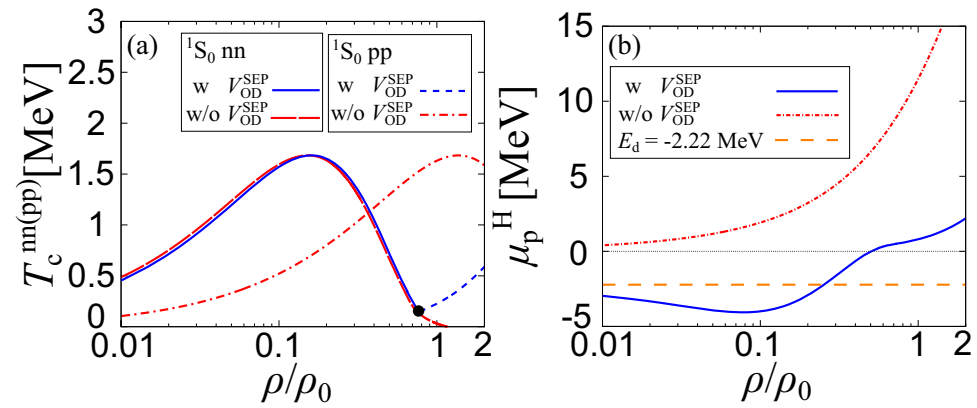 (a)
¹S₀ nn
w V_OD^SEP
w/o V_OD^SEP
¹S₀ pp
w V_OD^SEP
w/o V_OD^SEP
T_c^nn(pp) [MeV]
3
2.5
2
1.5
1
0.5
0
0.01
0.1
1
2
ρ/ρ₀
(b)
w V_OD^SEP
w/o V_OD^SEP
E_d = -2.22 MeV
μ_p^H [MeV]
15
10
5
0
-5
0.01
0.1
1
2
ρ/ρ₀